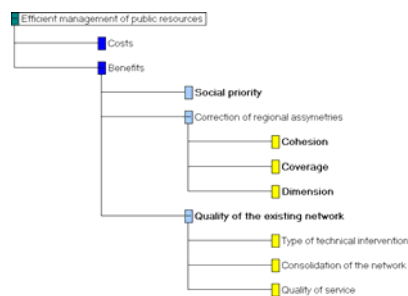 Efficient management of public resources
Costs
Benefits
Social priority
Correction of regional assymetries
Cohesion
Coverage
Dimension
Quality of the existing network
Type of technical intervention
Consolidation of the network
Quality of service